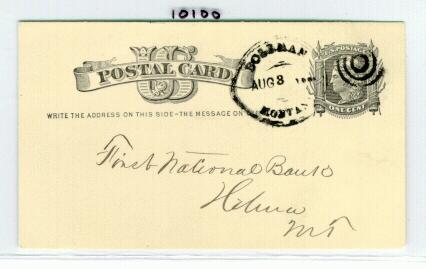 10100
U.S. POSTAGE
BOZEMAN
POSTAL CARD
AUG 8
MONTAN
ONE CENT
WRITE THE ADDRESS ON THIS SIDE-THE MESSAGE ON
First National Bank
Helena
MT